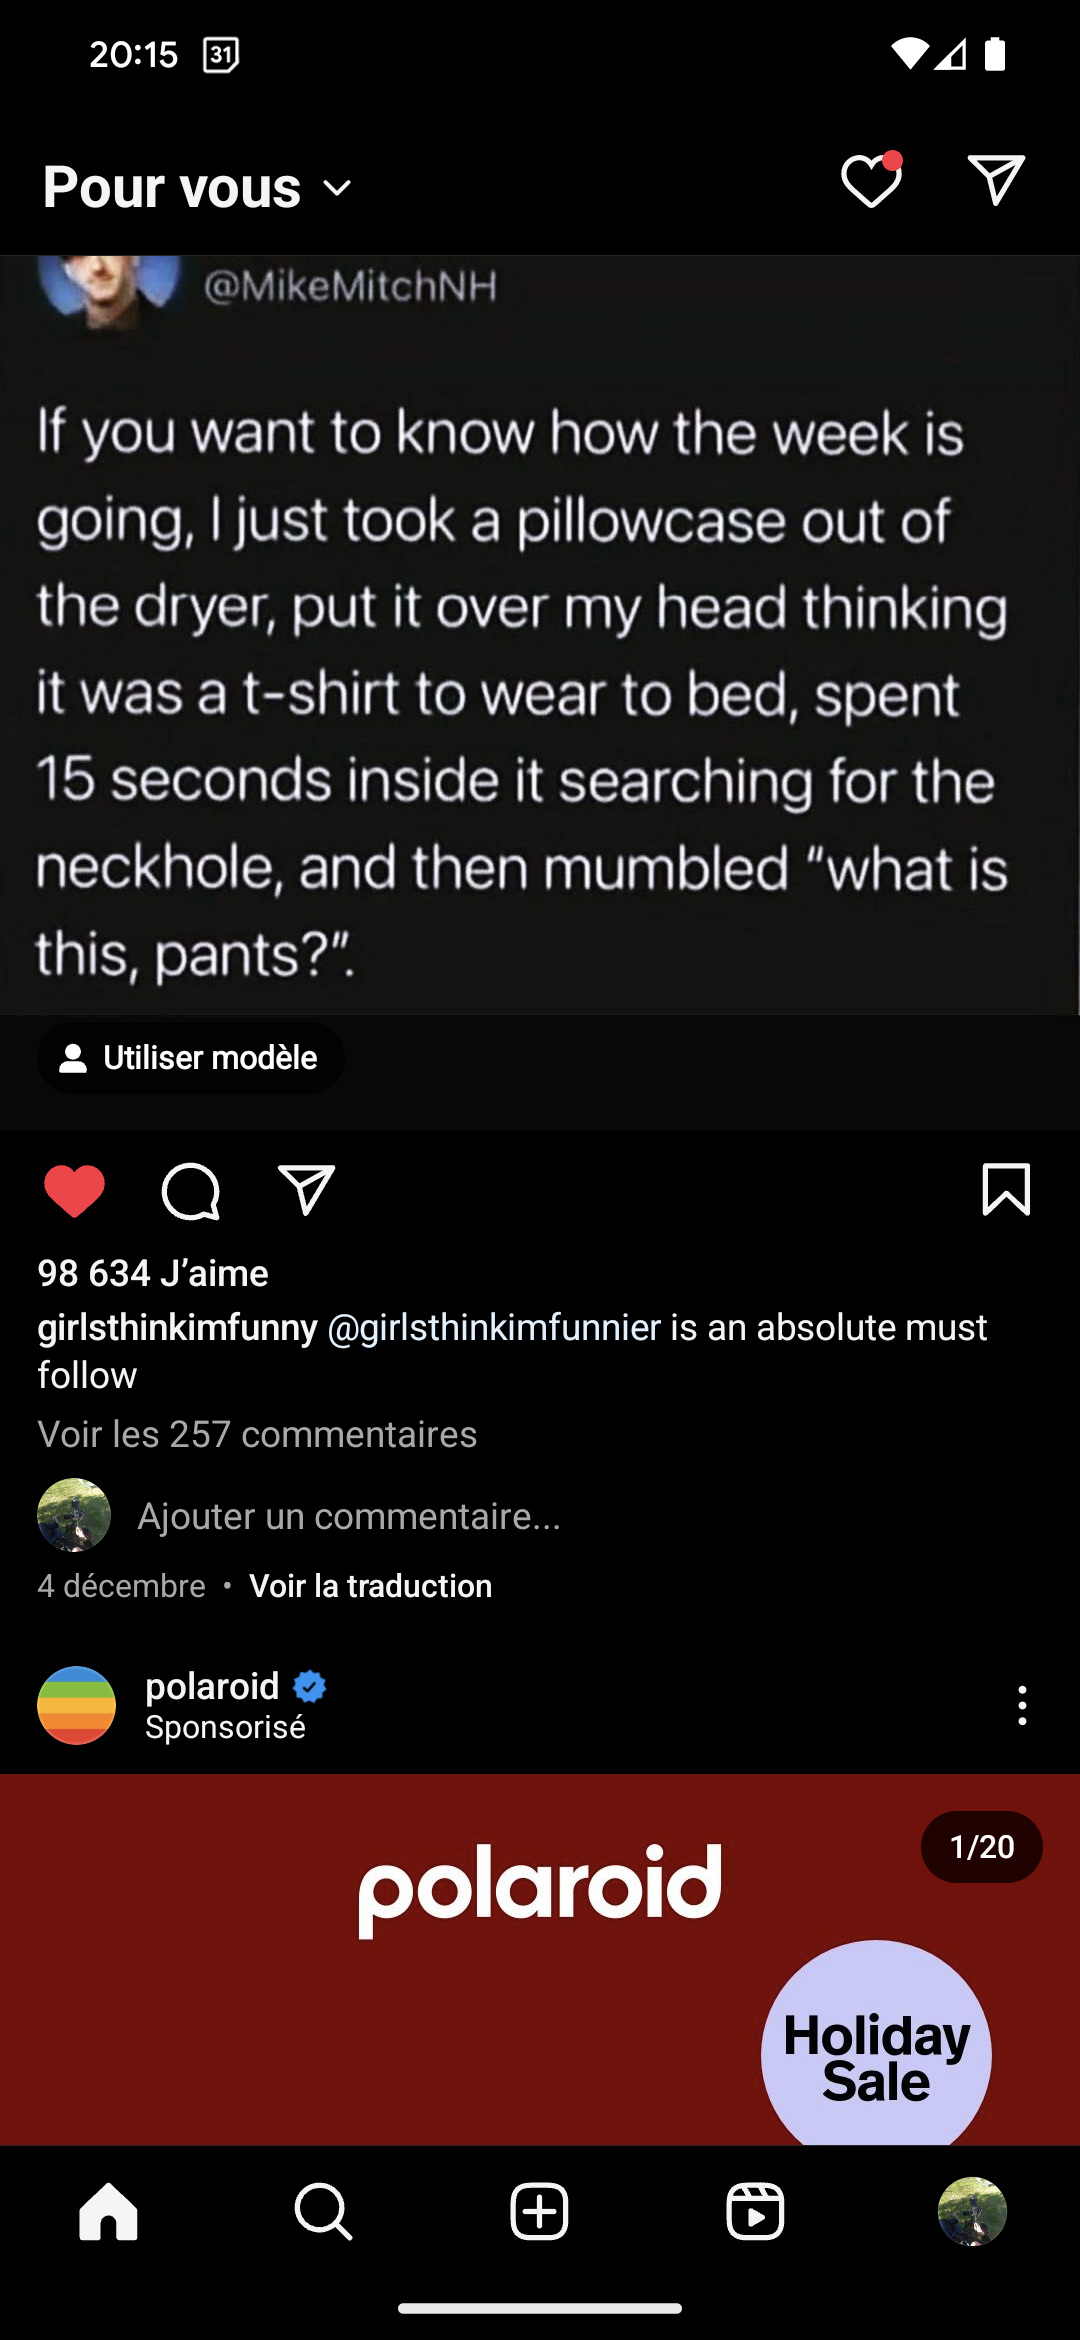 20:15
31
Pour vous
@MikeMitchNH
If you want to know how the week is
going, I just took a pillowcase out of
the dryer, put it over my head thinking
it was a t-shirt to wear to bed, spent
15 seconds inside it searching for the
neckhole, and then mumbled “what is
this, pants?”.
Utiliser modèle
98 634 J’aime
girlsthinkimfunny @girlsthinkimfunnier is an absolute must
follow
Voir les 257 commentaires
Ajouter un commentaire...
4 décembre • Voir la traduction
polaroid
Sponsorisé
1/20
polaroid
Holiday
Sale